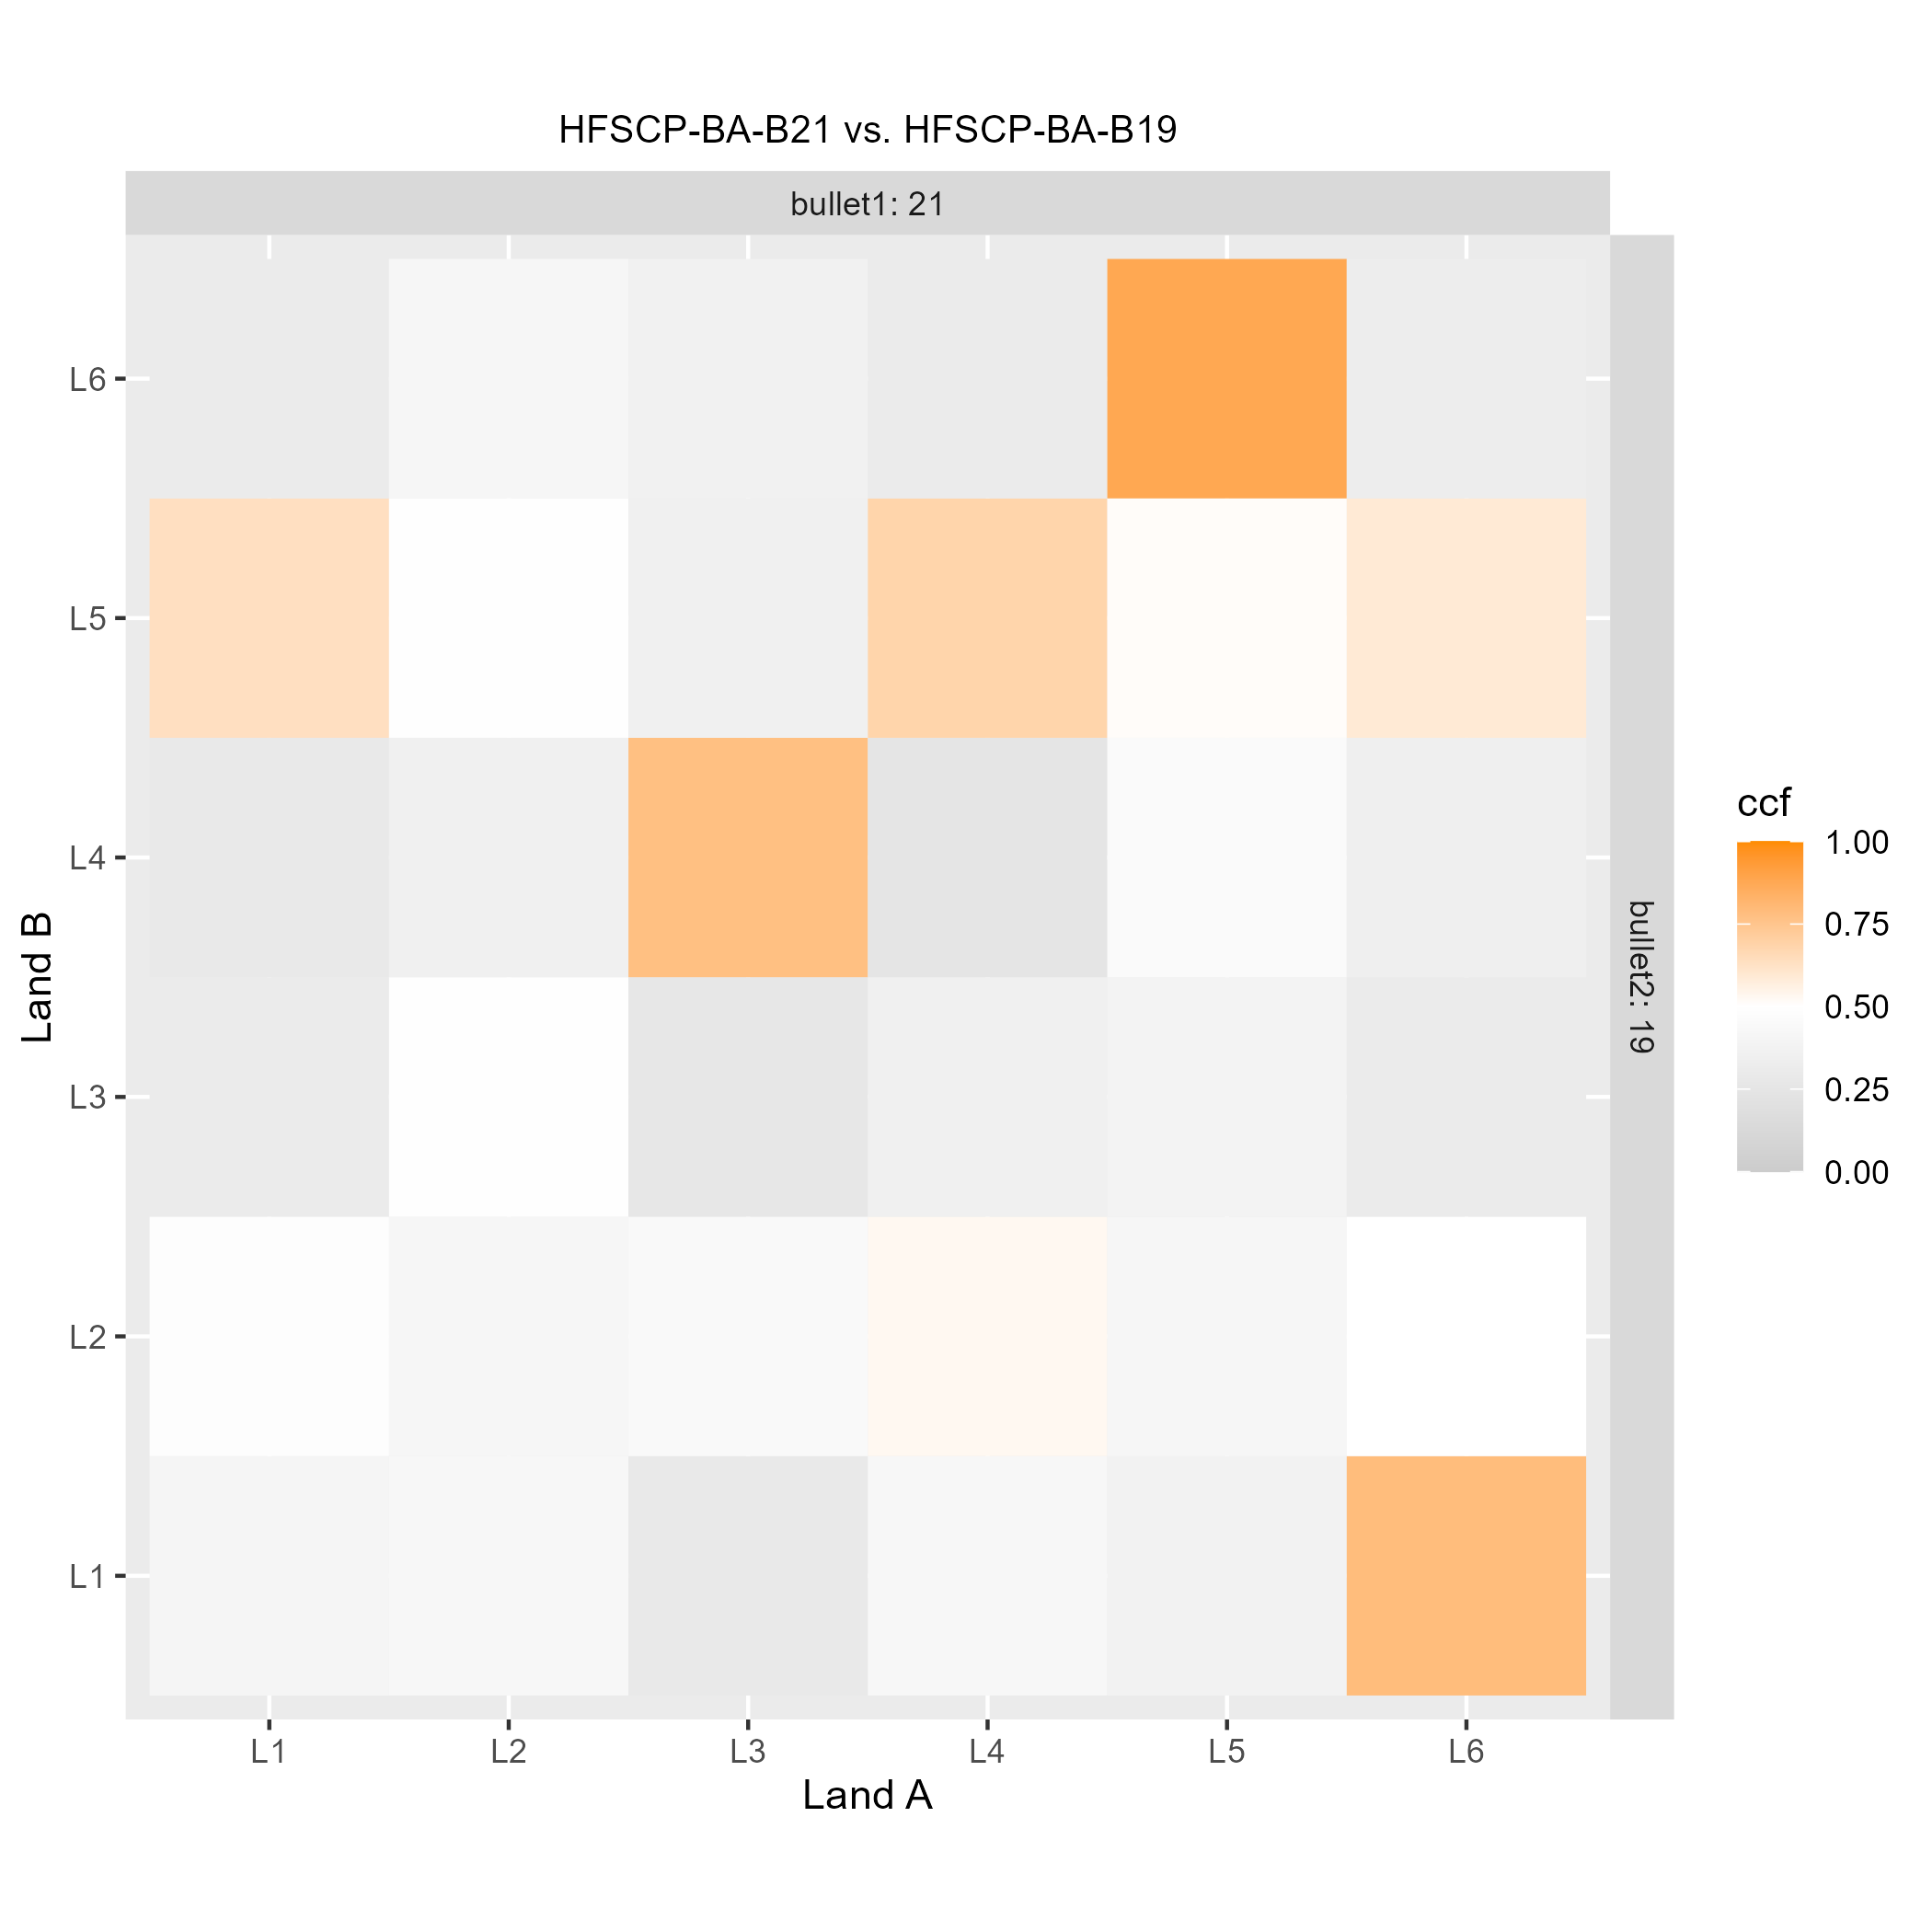 HFSCP-BA-B21 vs. HFSCP-BA-B19
bullet1: 21
L6
L5
L4
L3
L2
L1
Land B
bullet2: 19
L1 L2 L3 L4 L5 L6
Land A
ccf
1.00
0.75
0.50
0.25
0.00